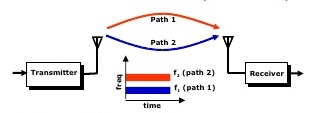 Path 1
Path 2
Transmitter
Receiver
freq
f₂ (path 2)
f₁ (path 1)
time